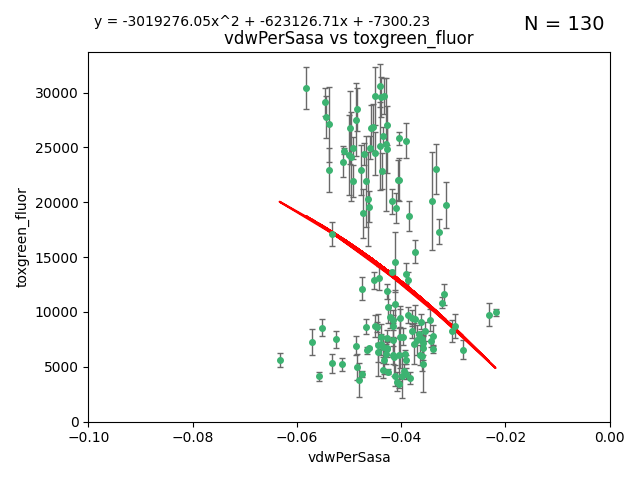 y = -3019276.05x^2 + -623126.71x + -7300.23
N = 130
vdwPerSasa vs toxgreen_fluor
toxgreen_fluor
30000
25000
20000
15000
10000
5000
0
−0.10
−0.08
−0.06
−0.04
−0.02
0.00
vdwPerSasa